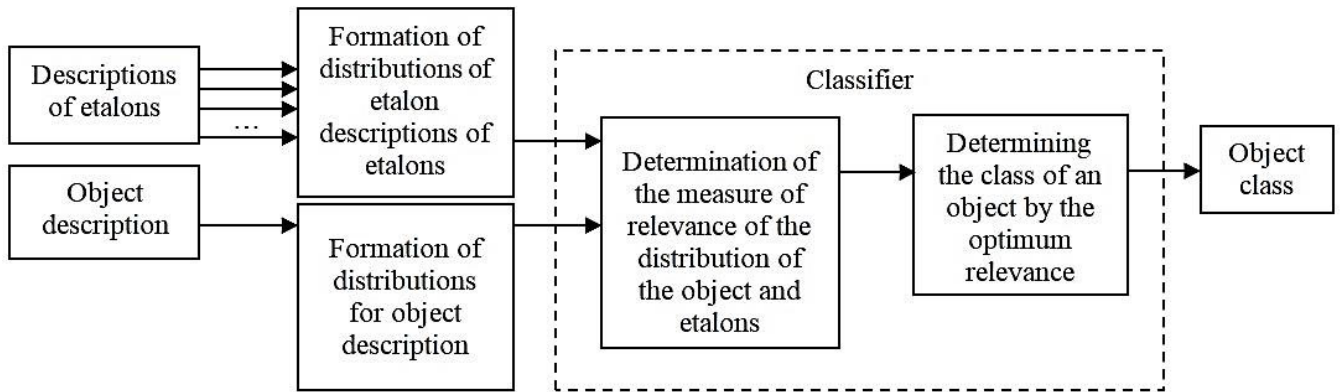 Descriptions
of etalons
...
Object
description
Formation of
distributions of
etalon
descriptions of
etalons
Formation of
distributions
for object
description
Classifier
Determination of
the measure of
relevance of the
distribution of
the object and
etalons
Determining
the class of an
object by the
optimum
relevance
Object
class